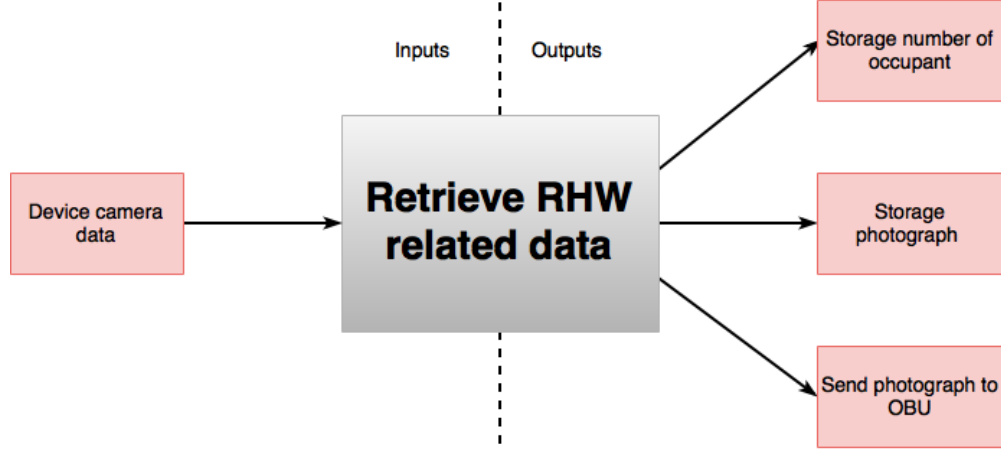 Inputs
Outputs
Storage number of
occupant
Device camera
data
Retrieve RHW
related data
Storage
photograph
Send photograph to
OBU